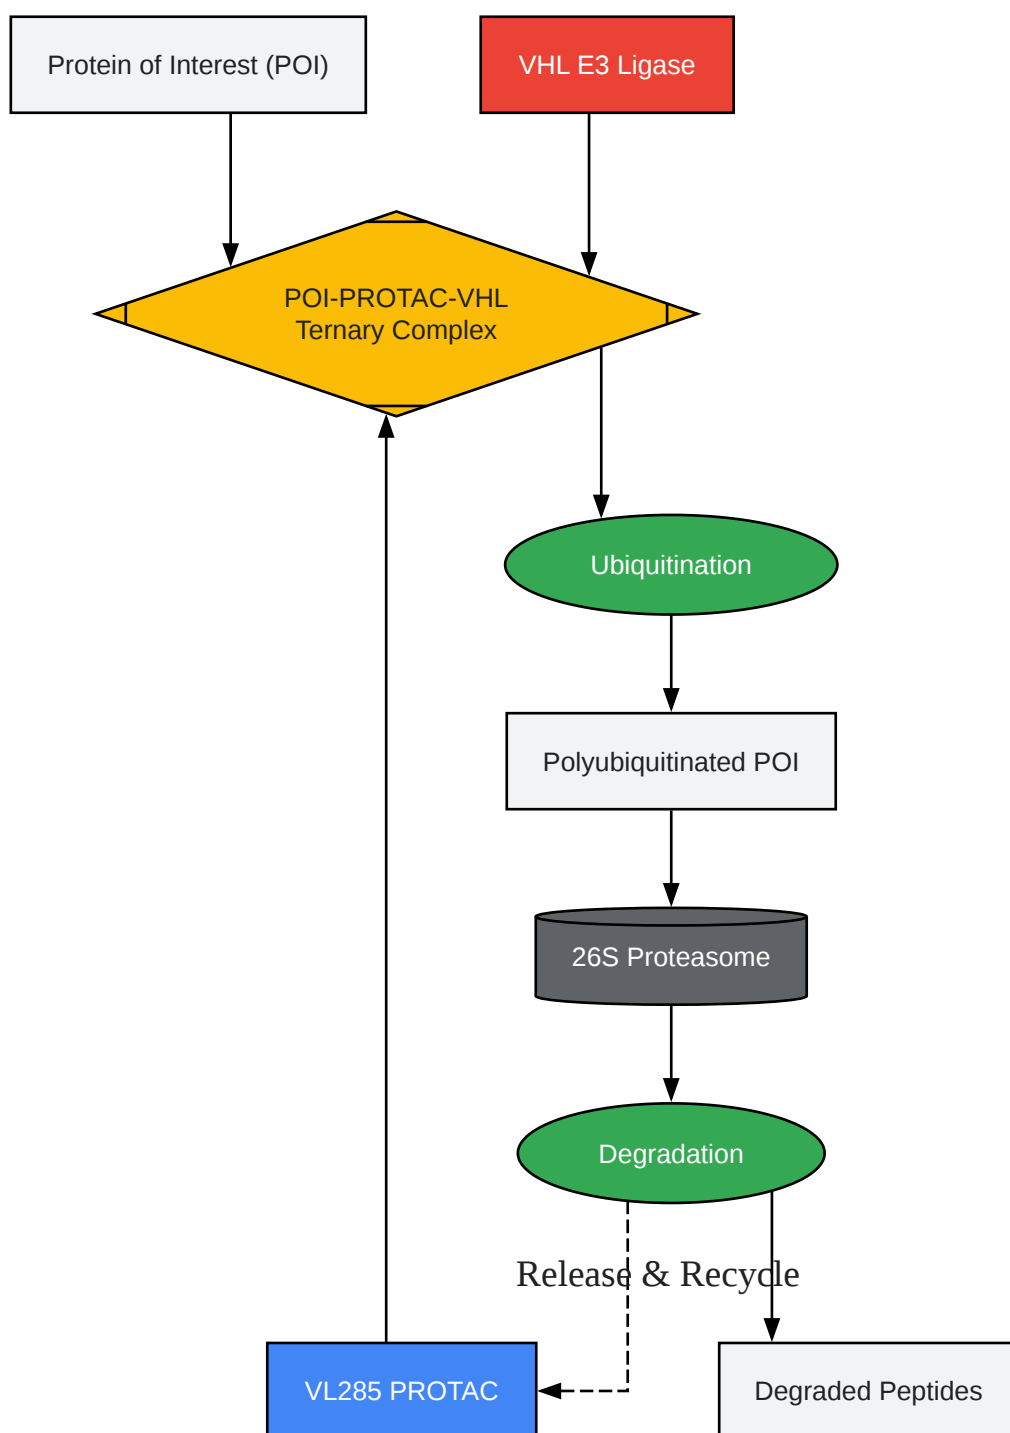 Protein of Interest (POI)
VHL E3 Ligase
POI-PROTAC-VHL
Ternary Complex
Ubiquitination
Polyubiquitinated POI
26S Proteasome
Degradation
Release & Recycle
VL285 PROTAC
Degraded Peptides